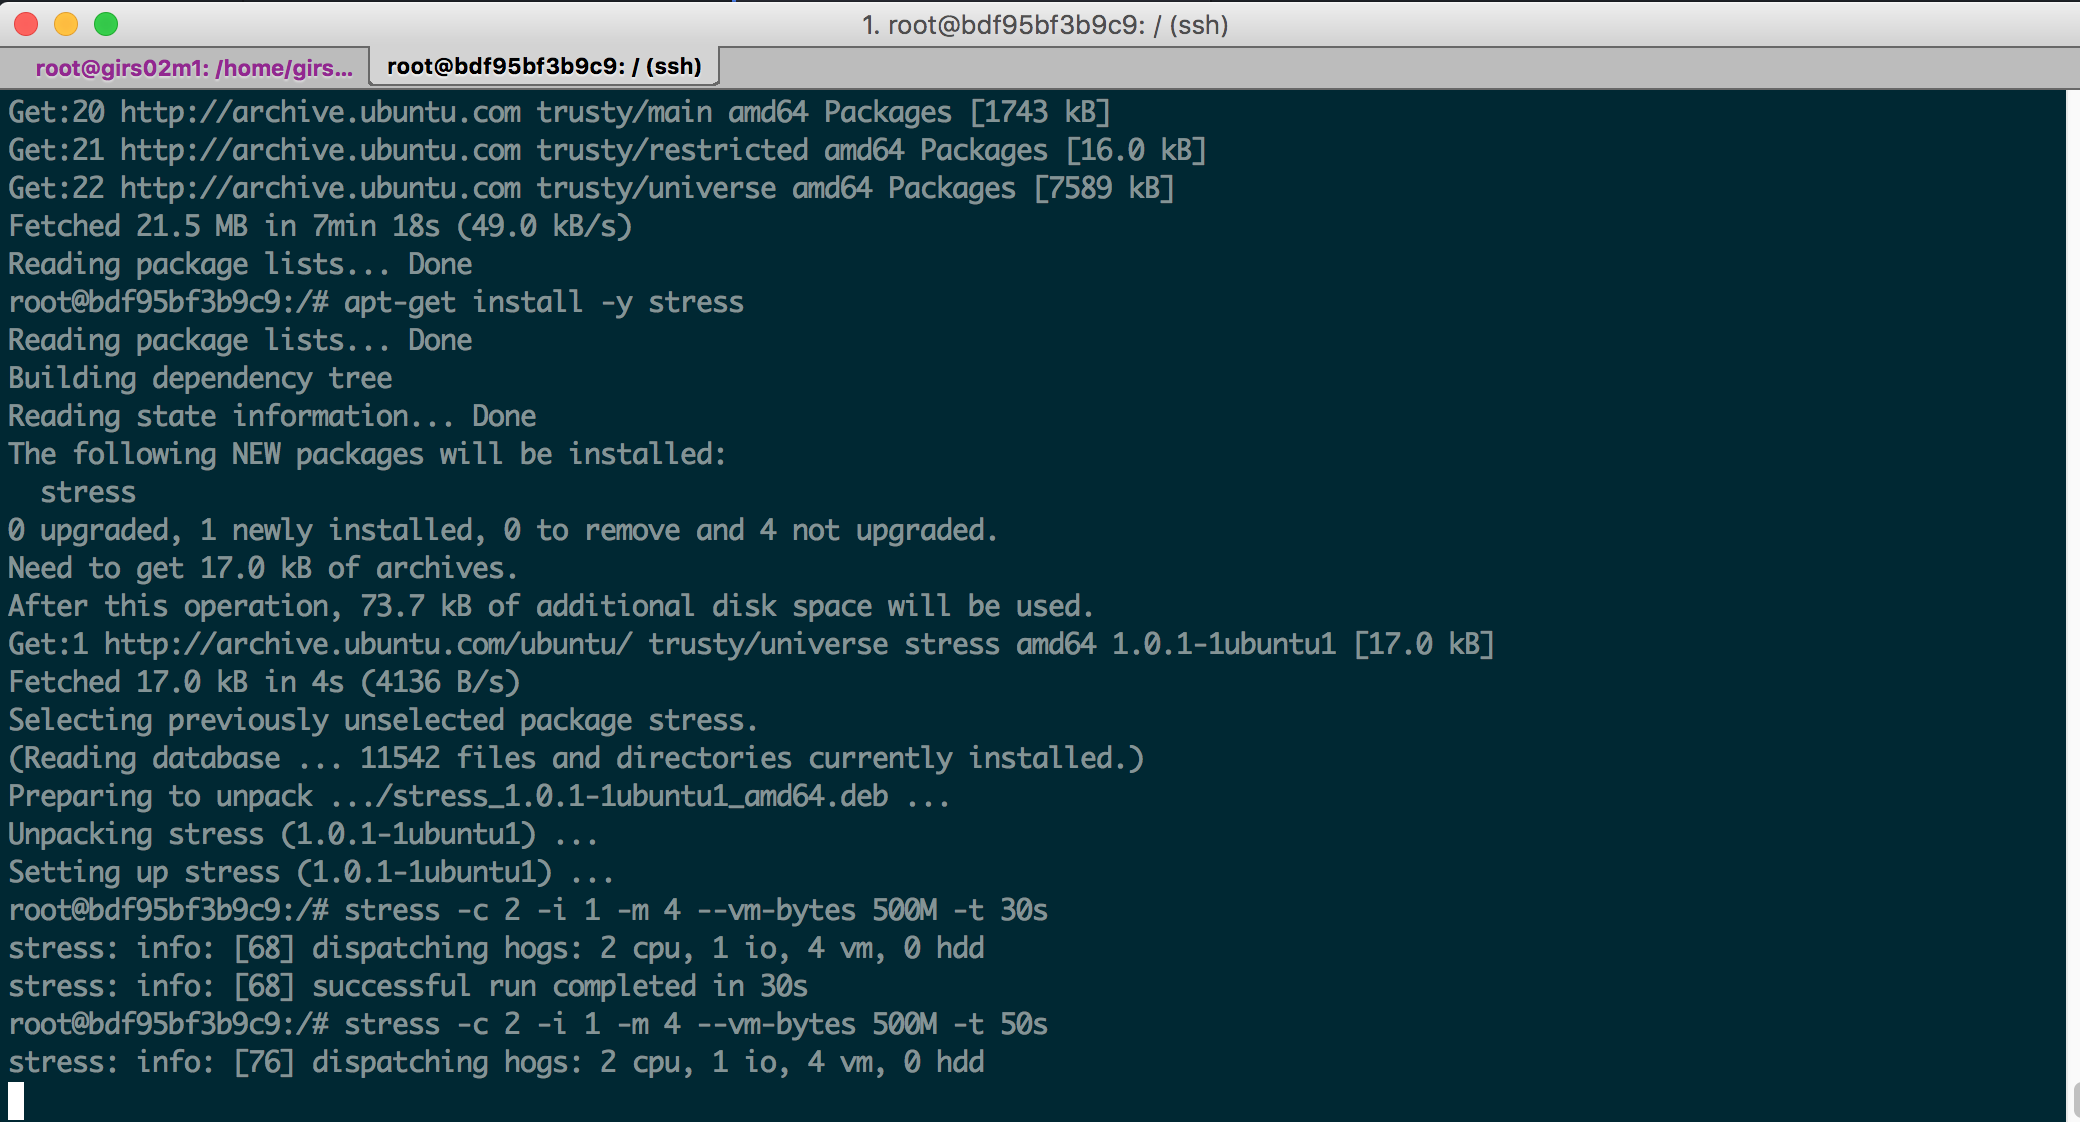 1. root@bdf95bf3b9c9: / (ssh)
root@girs02m1: /home/girs...
root@bdf95bf3b9c9: / (ssh)
Get:20 http://archive.ubuntu.com trusty/main amd64 Packages [1743 kB]
Get:21 http://archive.ubuntu.com trusty/restricted amd64 Packages [16.0 kB]
Get:22 http://archive.ubuntu.com trusty/universe amd64 Packages [7589 kB]
Fetched 21.5 MB in 7min 18s (49.0 kB/s)
Reading package lists... Done
root@bdf95bf3b9c9:/# apt-get install -y stress
Reading package lists... Done
Building dependency tree
Reading state information... Done
The following NEW packages will be installed:
  stress
0 upgraded, 1 newly installed, 0 to remove and 4 not upgraded.
Need to get 17.0 kB of archives.
After this operation, 73.7 kB of additional disk space will be used.
Get:1 http://archive.ubuntu.com/ubuntu/ trusty/universe stress amd64 1.0.1-1ubuntu1 [17.0 kB]
Fetched 17.0 kB in 4s (4136 B/s)
Selecting previously unselected package stress.
(Reading database ... 11542 files and directories currently installed.)
Preparing to unpack .../stress_1.0.1-1ubuntu1_amd64.deb ...
Unpacking stress (1.0.1-1ubuntu1) ...
Setting up stress (1.0.1-1ubuntu1) ...
root@bdf95bf3b9c9:/# stress -c 2 -i 1 -m 4 --vm-bytes 500M -t 30s
stress: info: [68] dispatching hogs: 2 cpu, 1 io, 4 vm, 0 hdd
stress: info: [68] successful run completed in 30s
root@bdf95bf3b9c9:/# stress -c 2 -i 1 -m 4 --vm-bytes 500M -t 50s
stress: info: [76] dispatching hogs: 2 cpu, 1 io, 4 vm, 0 hdd